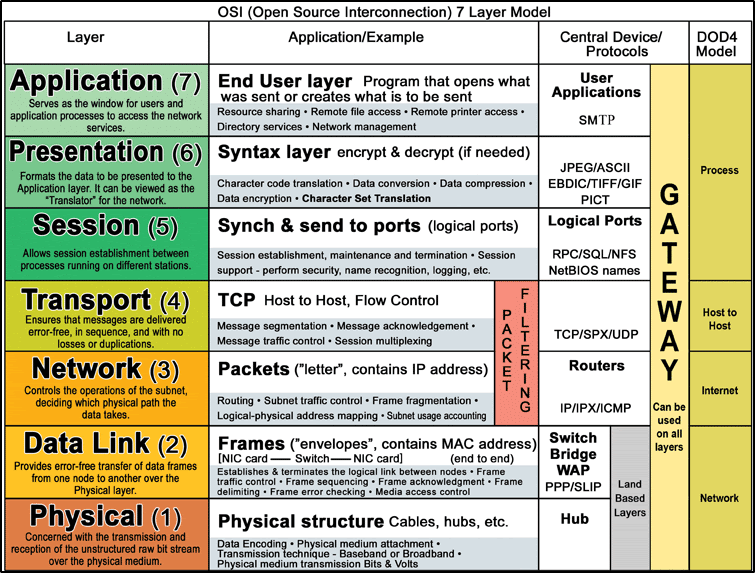 OSI (Open Source Interconnection) 7 Layer Model
Layer
Application/Example
Central Device/
Protocols
DOD4
Model
Application (7)
Serves as the window for users and
application processes to access the network
services.
End User layer Program that opens what
was sent or creates what is to be sent
Resource sharing • Remote file access • Remote printer access •
Directory services • Network management
User
Applications
SMTP
Presentation (6)
Formats the data to be presented to the
Application layer. It can be viewed as the
"Translator" for the network.
Syntax layer encrypt & decrypt (if needed)
Character code translation • Data conversion • Data compression •
Data encryption • Character Set Translation
JPEG/ASCII
EBDIC/TIFF/GIF
PICT
Process
Session (5)
Allows session establishment between
processes running on different stations.
Synch & send to ports (logical ports)
Session establishment, maintenance and termination • Session
support - perform security, name recognition, logging, etc.
Logical Ports
RPC/SQL/NFS
NetBIOS names
Transport (4)
Ensures that messages are delivered
error-free, in sequence, and with no
losses or duplications.
TCP Host to Host, Flow Control
Message segmentation • Message acknowledgement •
Message traffic control • Session multiplexing
PACKET
FILTERING
TCP/SPX/UDP
Host to
Host
Network (3)
Controls the operations of the subnet,
deciding which physical path the
data takes.
Packets ("letter", contains IP address)
Routing • Subnet traffic control • Frame fragmentation •
Logical-physical address mapping • Subnet usage accounting
Routers
IP/IPX/ICMP
Internet
GATEWAY
Can be
used
on all
layers
Data Link (2)
Provides error-free transfer of data frames
from one node to another over the
Physical layer.
Frames ("envelopes", contains MAC address)
[NIC card — Switch — NIC card] (end to end)
Establishes & terminates the logical link between nodes • Frame
traffic control • Frame sequencing • Frame acknowledgment • Frame
delimiting • Frame error checking • Media access control
Switch
Bridge
WAP
PPP/SLIP
Land
Based
Layers
Network
Physical (1)
Concerned with the transmission and
reception of the unstructured raw bit stream
over the physical medium.
Physical structure Cables, hubs, etc.
Data Encoding • Physical medium attachment •
Transmission technique - Baseband or Broadband •
Physical medium transmission Bits & Volts
Hub